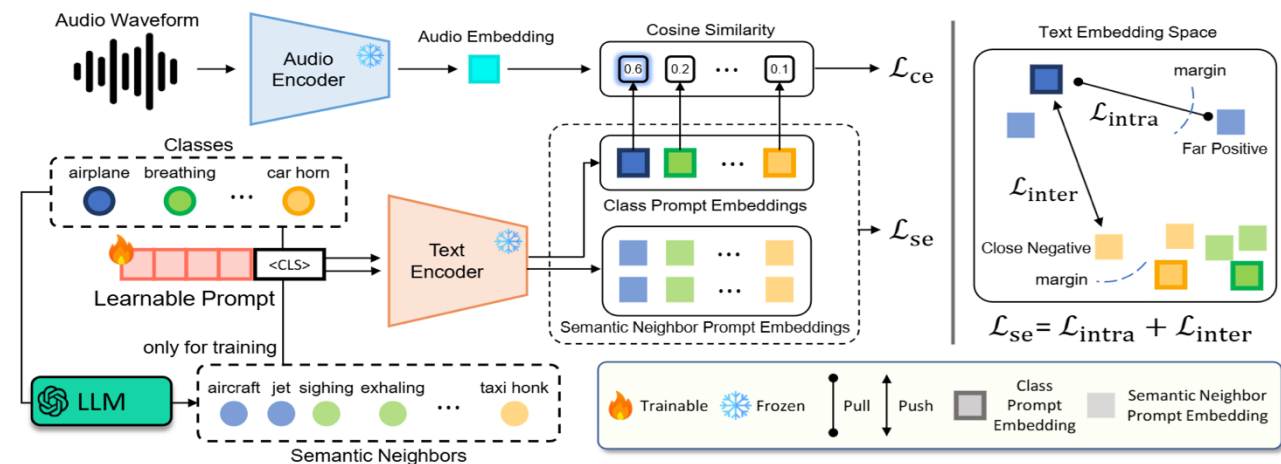 Audio Waveform
Audio
Encoder
Audio Embedding
Cosine Similarity
0.6
0.2
...
0.1
ℒce
Classes
airplane
breathing
...
car horn
<CLS>
Learnable Prompt
Text
Encoder
...
Class Prompt Embeddings
...
...
Semantic Neighbor Prompt Embeddings
ℒse
only for training
LLM
aircraft
jet
sighing
exhaling
...
taxi honk
Semantic Neighbors
Text Embedding Space
margin
ℒintra
Far Positive
ℒinter
Close Negative
margin
ℒse= ℒintra + ℒinter
Trainable
Frozen
Pull
Push
Class
Prompt
Embedding
Semantic Neighbor
Prompt Embedding